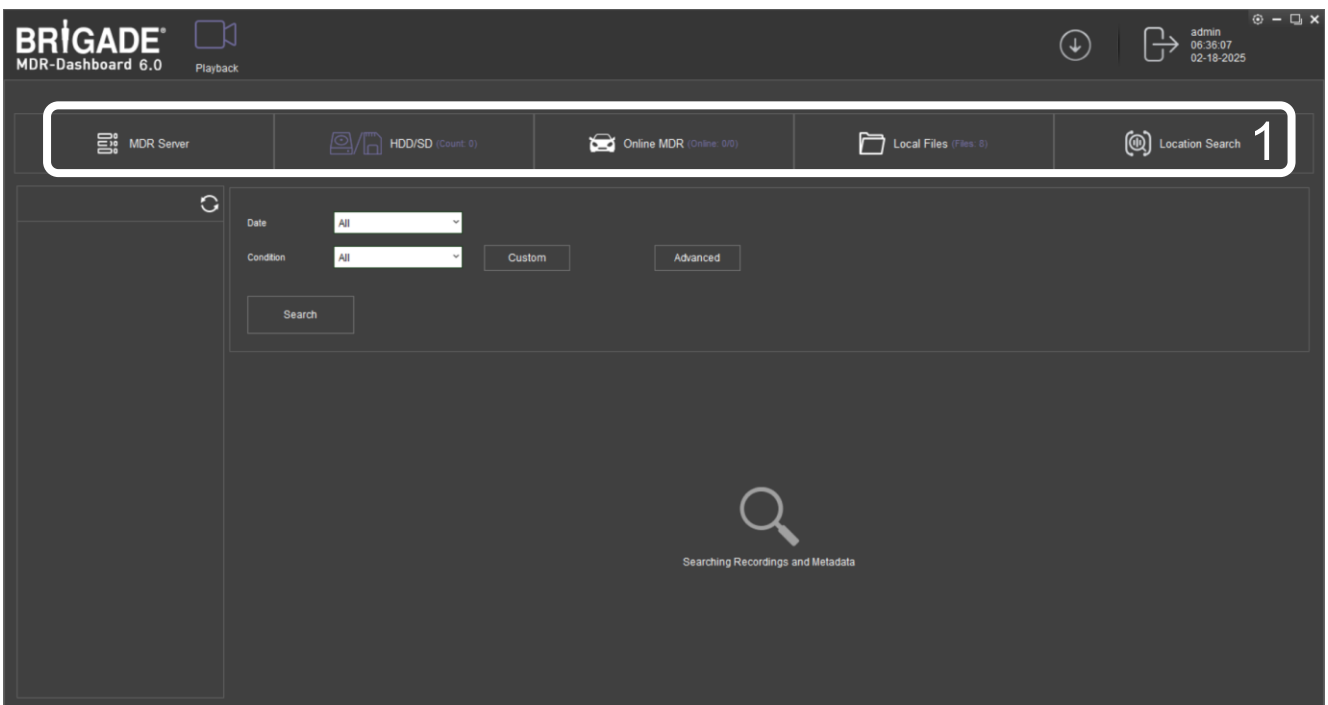 BRIGADE®
MDR-Dashboard 6.0
Playback
admin
06:36:07
02-18-2025
MDR Server
HDD/SD (Count: 0)
Online MDR (Online: 0/0)
Local Files (Files: 8)
Location Search
1
Date
All
Condition
All
Custom
Advanced
Search
Searching Recordings and Metadata